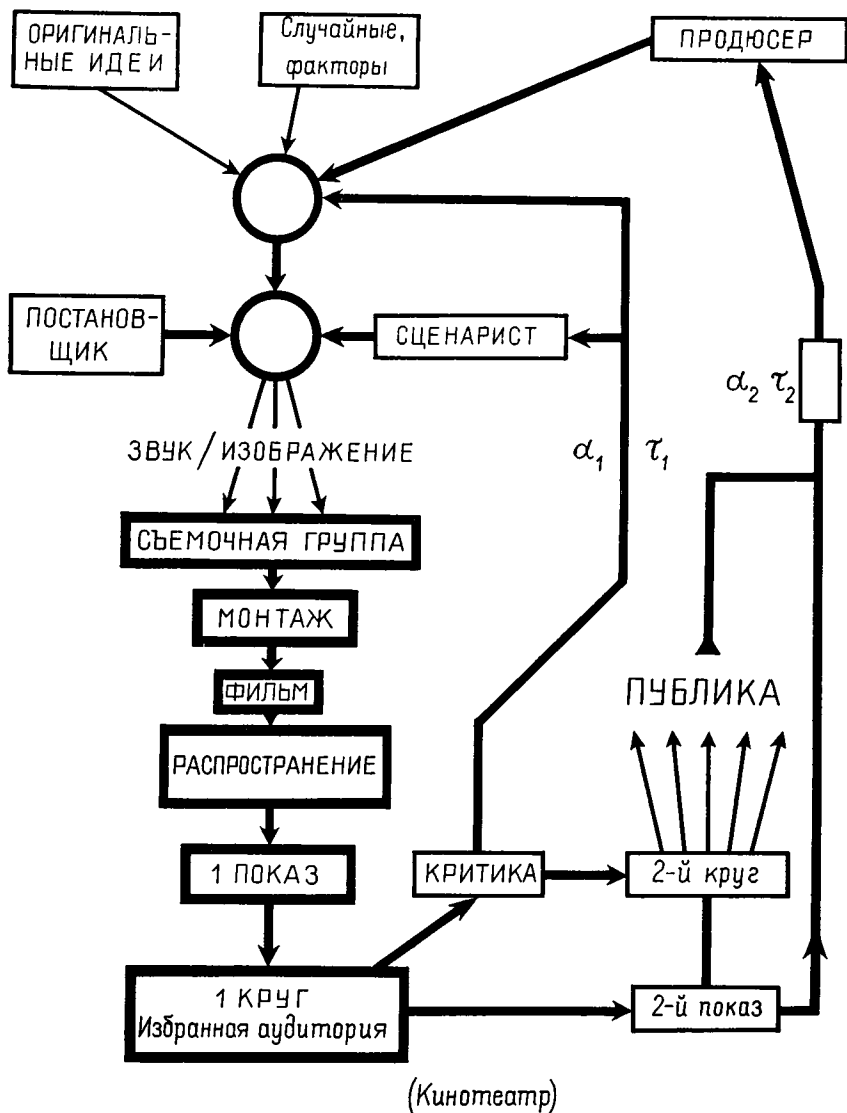 ОРИГИНАЛЬ-
НЫЕ ИДЕИ
Случайные,
факторы
ПРОДЮСЕР
ПОСТАНОВ-
ЩИК
СЦЕНАРИСТ
α₂ τ₂
ЗВУК/ИЗОБРАЖЕНИЕ
α₁ τ₁
СЪЕМОЧНАЯ ГРУППА
МОНТАЖ
ФИЛЬМ
ПУБЛИКА
РАСПРОСТРАНЕНИЕ
1 ПОКАЗ
КРИТИКА
2-й круг
1 КРУГ
Избранная аудитория
2-й показ
(Кинотеатр)